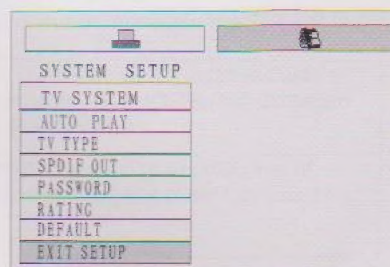 SYSTEM SETUP
TV SYSTEM
AUTO PLAY
TV TYPE
SPDIF OUT
PASSWORD
RATING
DEFAULT
EXIT SETUP